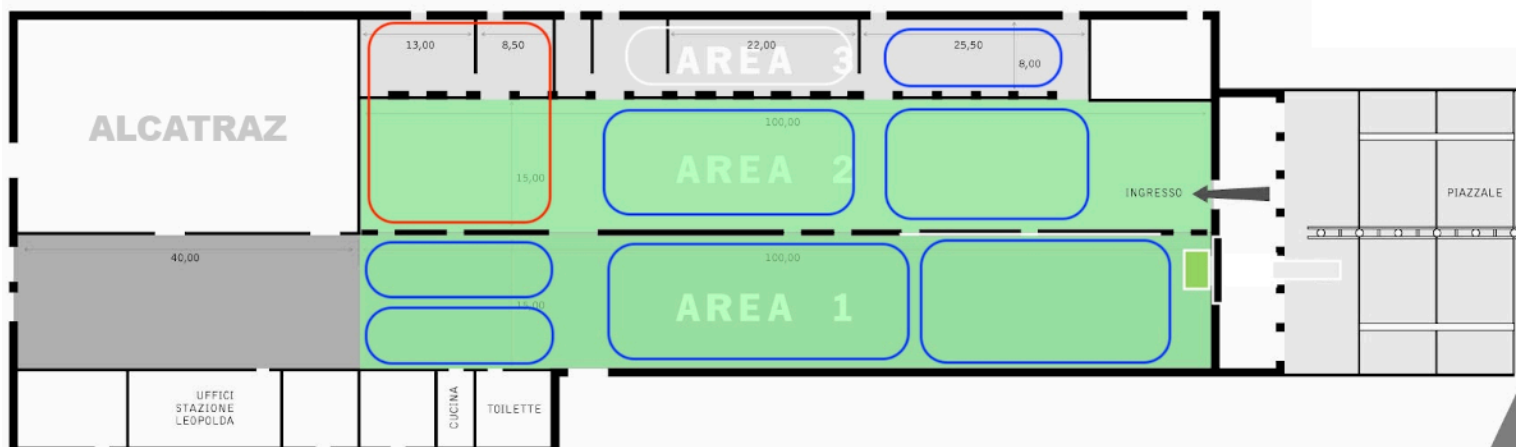 13,00
8,50
22,00
25,50
AREA 3
8,00
ALCATRAZ
100,00
AREA 2
15,00
INGRESSO
PIAZZALE
40,00
100,00
15,00
AREA 1
UFFICI
STAZIONE
LEOPOLDA
CUCINA
TOILETTE